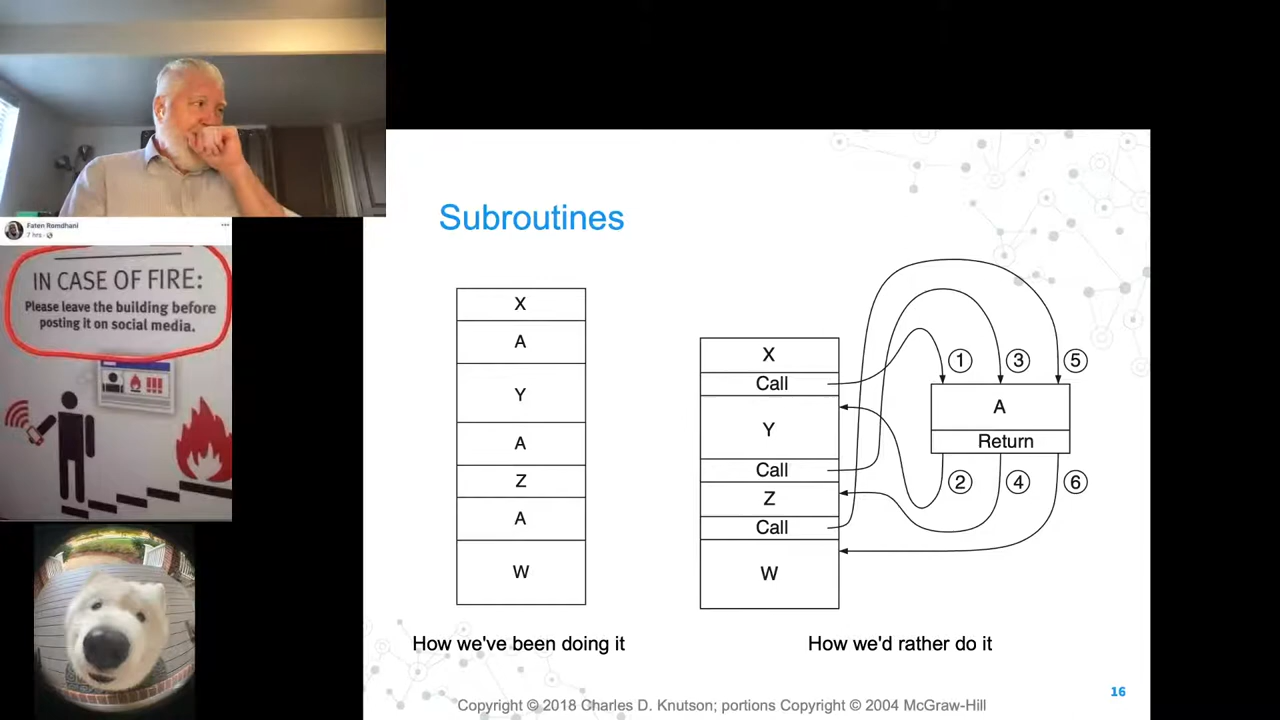 Faten Romdhani
7 hrs
IN CASE OF FIRE:
Please leave the building before
posting it on social media.
Subroutines
X
A
Y
A
Z
A
W
X
Call
Y
Call
Z
Call
W
1
3
5
A
Return
2
4
6
How we've been doing it
How we'd rather do it
16
Copyright © 2018 Charles D. Knutson; portions Copyright © 2004 McGraw-Hill